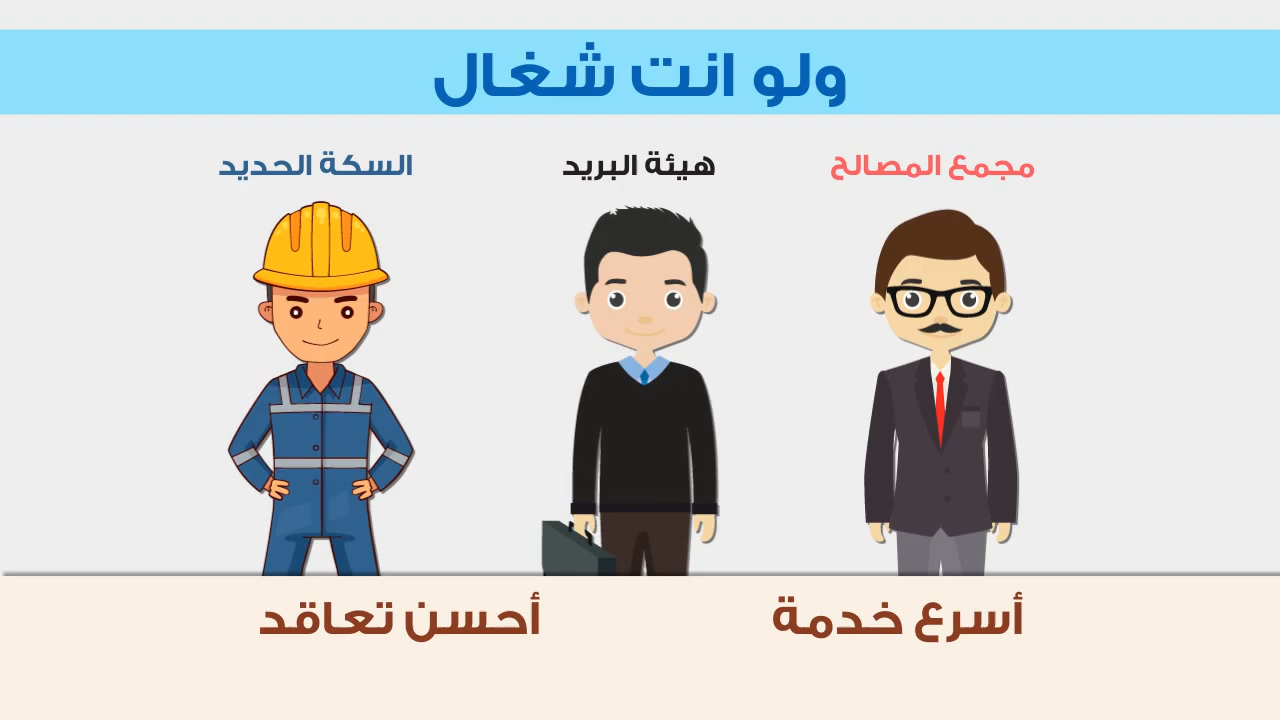 ولو انت شغال
مجمع المصالح
هيئة البريد
السكة الحديد
أسرع خدمة
أحسن تعاقد